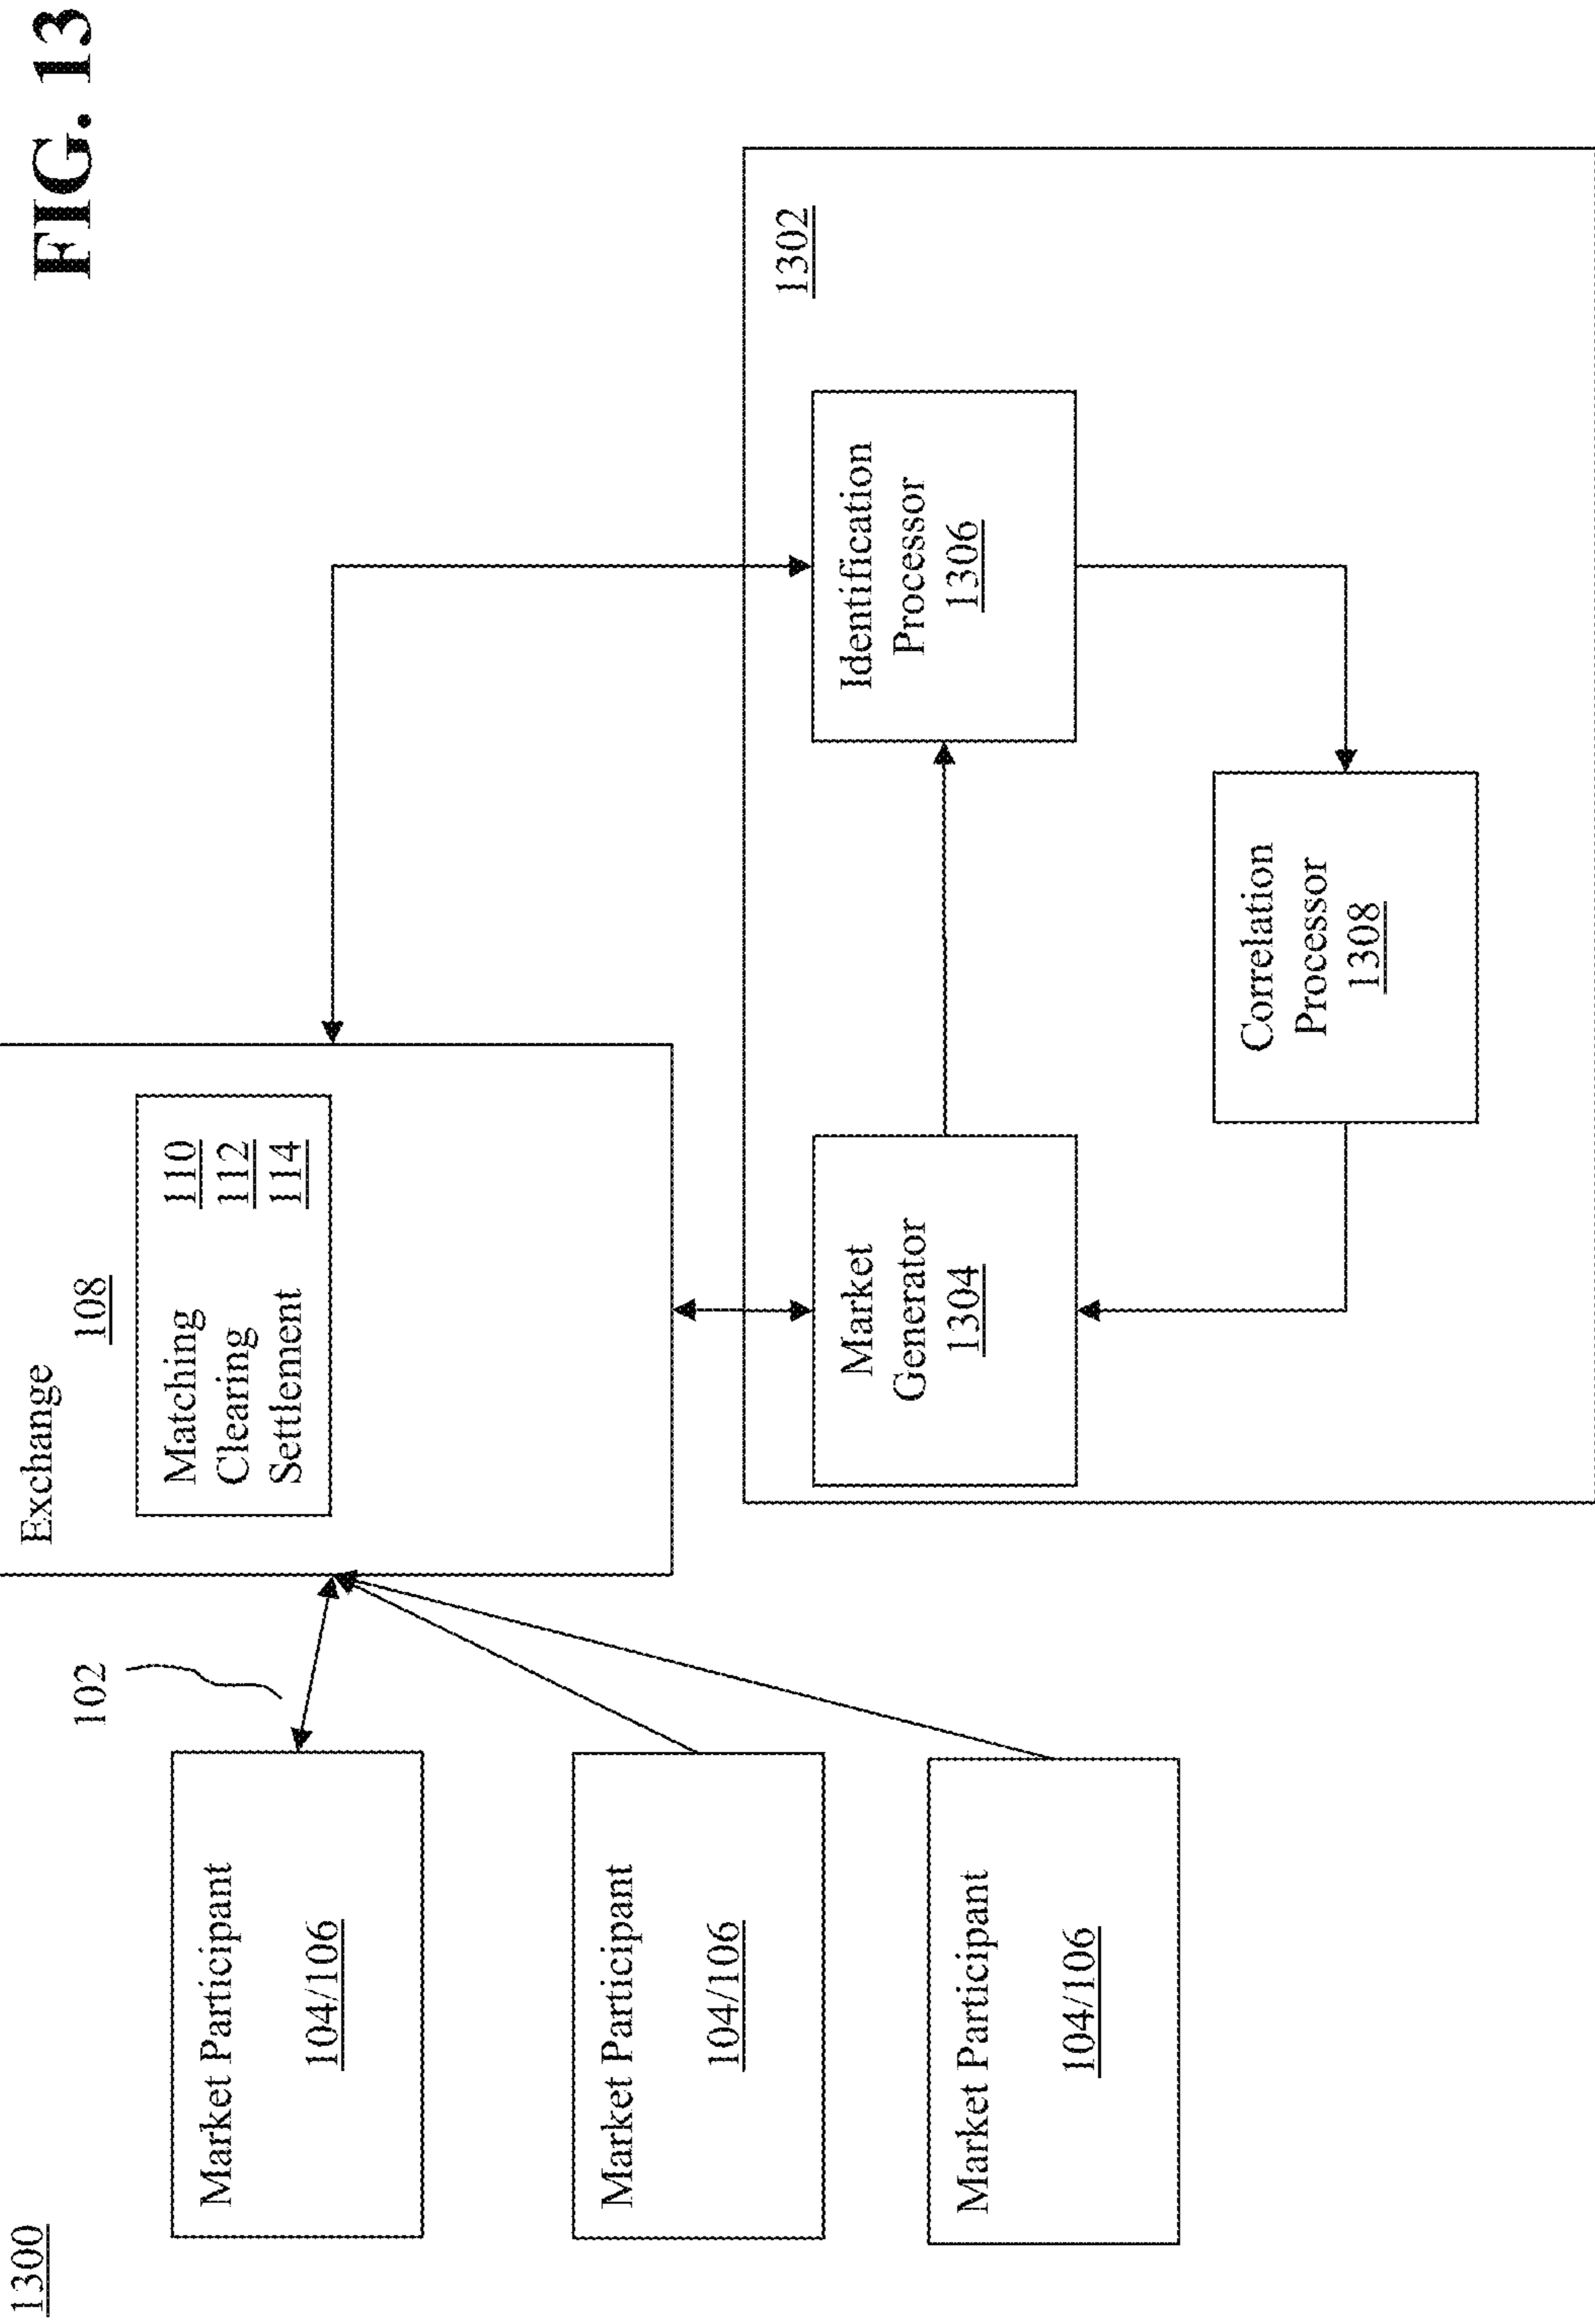 FIG. 13
1300
Exchange
108
Matching 110
Clearing 112
Settlement 114
102
Market Participant
104/106
Market Participant
104/106
Market Participant
104/106
1302
Market
Generator
1304
Identification
Processor
1306
Correlation
Processor
1308